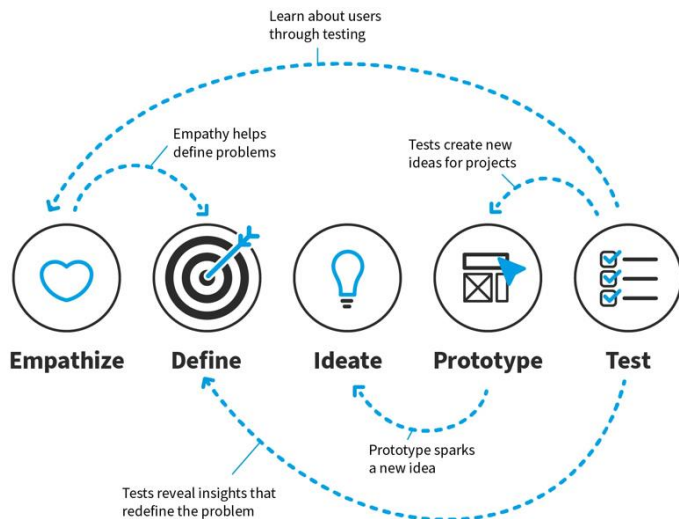 Learn about users
through testing
Empathy helps
define problems
Tests create new
ideas for projects
Empathize
Define
Ideate
Prototype
Test
Prototype sparks
a new idea
Tests reveal insights that
redefine the problem